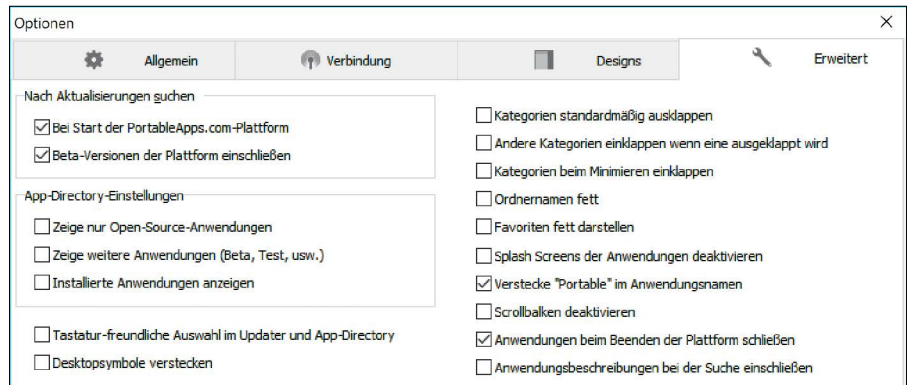 Optionen
Allgemein
Verbindung
Designs
Erweitert
Nach Aktualisierungen suchen
Bei Start der PortableApps.com-Plattform
Beta-Versionen der Plattform einschließen
App-Directory-Einstellungen
Zeige nur Open-Source-Anwendungen
Zeige weitere Anwendungen (Beta, Test, usw.)
Installierte Anwendungen anzeigen
Tastatur-freundliche Auswahl im Updater und App-Directory
Desktopsymbole verstecken
Kategorien standardmäßig ausklappen
Andere Kategorien einklappen wenn eine ausgeklappt wird
Kategorien beim Minimieren einklappen
Ordnernamen fett
Favoriten fett darstellen
Splash Screens der Anwendungen deaktivieren
Verstecke "Portable" im Anwendungsnamen
Scrollbalken deaktivieren
Anwendungen beim Beenden der Plattform schließen
Anwendungsbeschreibungen bei der Suche einschließen